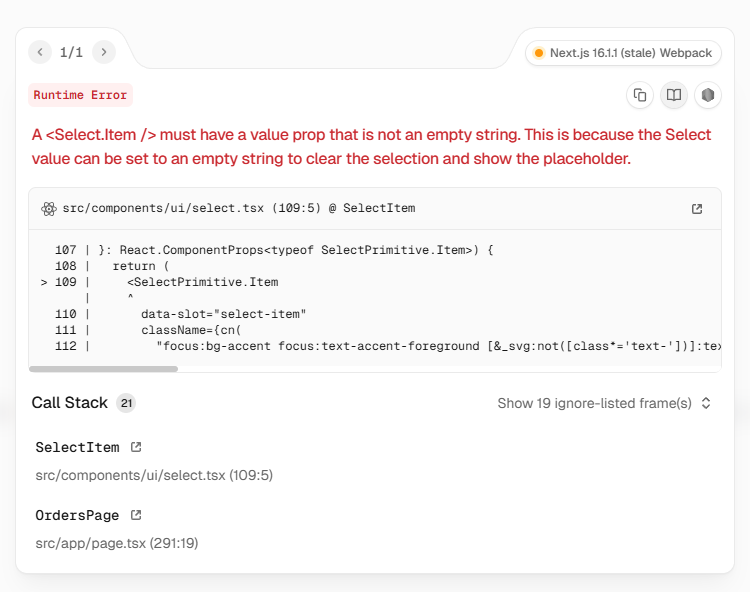 1/1
Next.js 16.1.1 (stale) Webpack
Runtime Error
A <Select.Item /> must have a value prop that is not an empty string. This is because the Select
value can be set to an empty string to clear the selection and show the placeholder.
src/components/ui/select.tsx (109:5) @ SelectItem
107 | }: React.ComponentProps<typeof SelectPrimitive.Item>) {
108 |   return (
> 109 |     <SelectPrimitive.Item
|     ^
110 |       data-slot="select-item"
111 |       className={cn(
112 |         "focus:bg-accent focus:text-accent-foreground [&_svg:not([class*='text-'])]:tex
Call Stack 21
Show 19 ignore-listed frame(s)
SelectItem
src/components/ui/select.tsx (109:5)
OrdersPage
src/app/page.tsx (291:19)